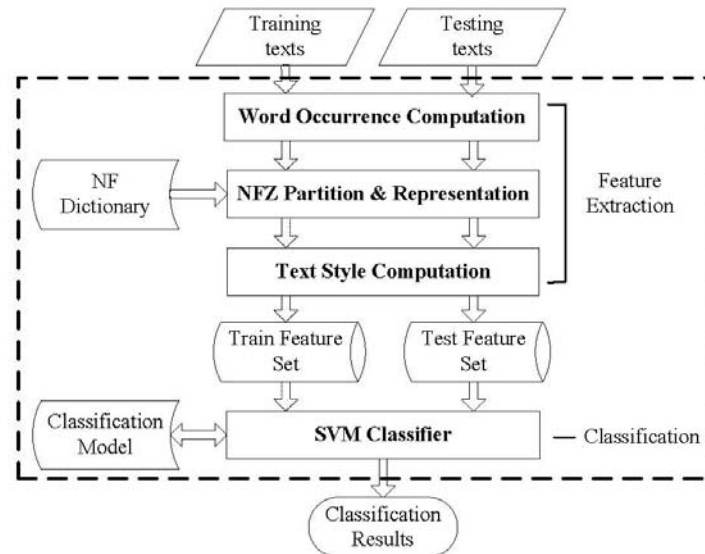 Training
texts
Testing
texts
Word Occurrence Computation
NF
Dictionary
NFZ Partition & Representation
Feature
Extraction
Text Style Computation
Train Feature
Set
Test Feature
Set
Classification
Model
SVM Classifier
Classification
Classification
Results